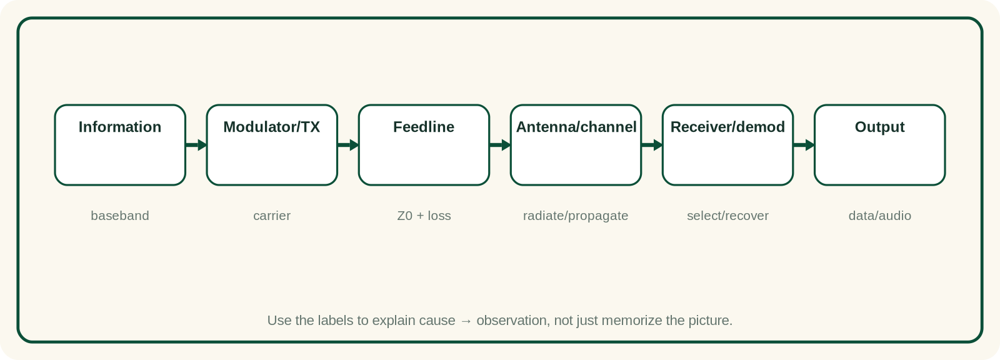 Information
Modulator/TX
Feedline
Antenna/channel
Receiver/demod
Output
baseband
carrier
Z0 + loss
radiate/propagate
select/recover
data/audio
Use the labels to explain cause → observation, not just memorize the picture.